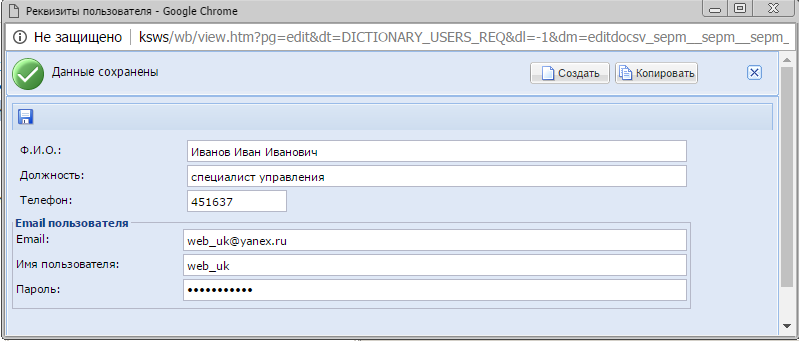 Реквизиты пользователя - Google Chrome
Не защищено ksws/wb/view.htm?pg=edit&dt=DICTIONARY_USERS_REQ&dl=-1&dm=editdocsv_sepm__sepm__sepm_
Данные сохранены Создать Копировать
Ф.И.О.: Иванов Иван Иванович
Должность: специалист управления
Телефон: 451637
Email пользователя
Email: web_uk@yanex.ru
Имя пользователя: web_uk
Пароль: •••••••••••